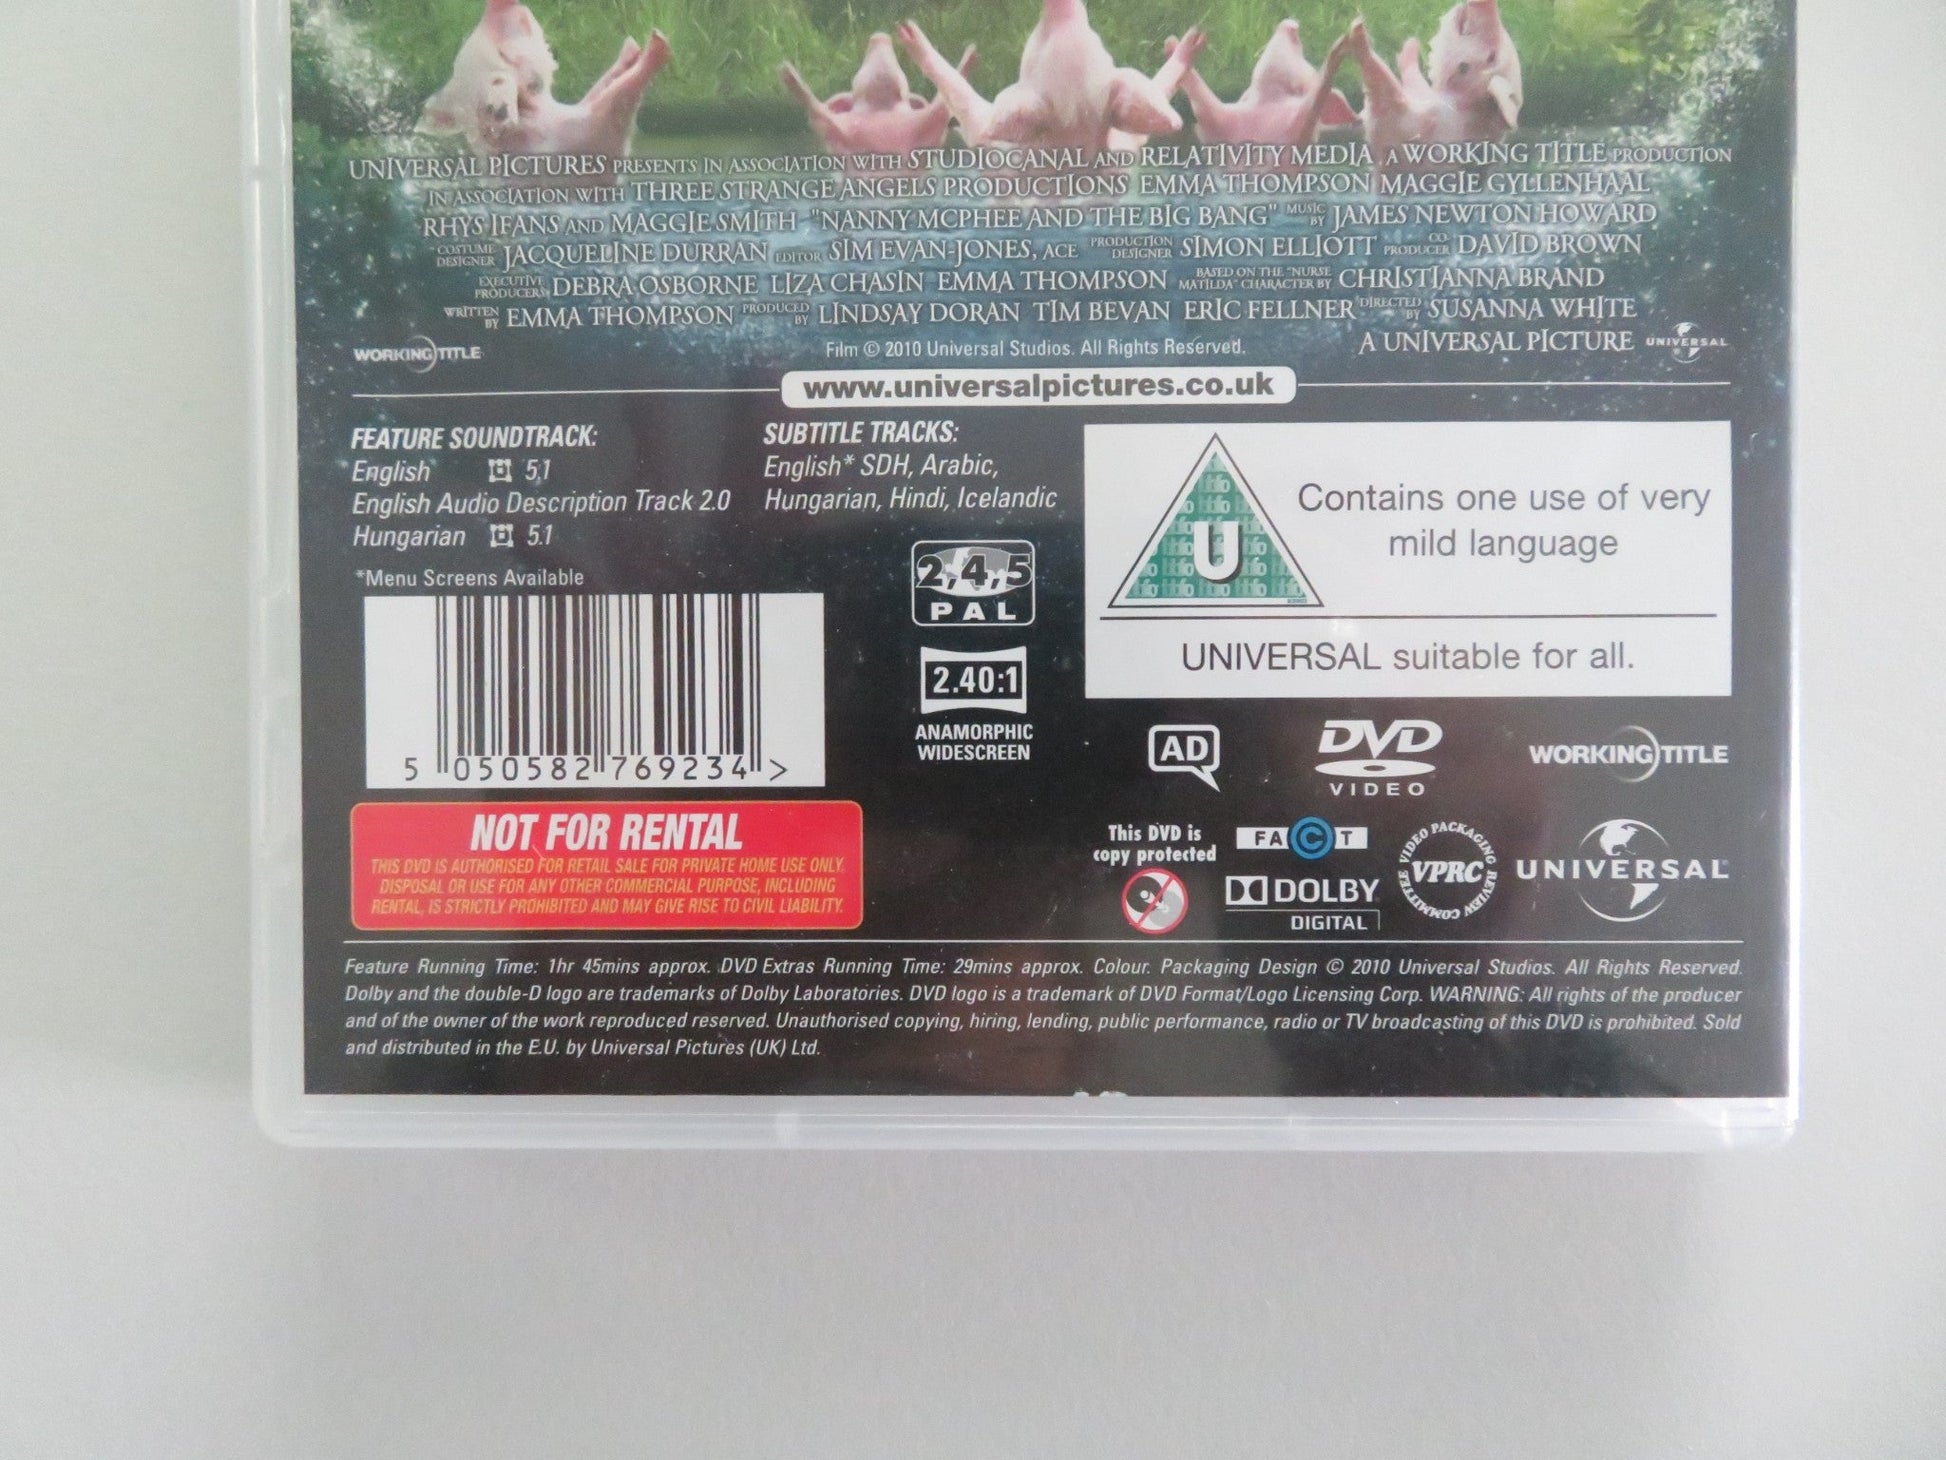 UNIVERSAL PICTURES PRESENTS IN ASSOCIATION WITH STUDIOCANAL AND RELATIVITY MEDIA A WORKING TITLE PRODUCTION
IN ASSOCIATION WITH THREE STRANGE ANGELS PRODUCTIONS EMMA THOMPSON MAGGIE GYLLENHAAL
RHYS IFANS AND MAGGIE SMITH "NANNY MCPHEE AND THE BIG BANG" MUSIC BY JAMES NEWTON HOWARD
COSTUME DESIGNER JACQUELINE DURRAN EDITOR SIM EVAN-JONES, ACE PRODUCTION DESIGNER SIMON ELLIOTT CO-PRODUCER DAVID BROWN
EXECUTIVE PRODUCERS DEBRA OSBORNE LIZA CHASIN EMMA THOMPSON BASED ON THE "NURSE MATILDA" CHARACTER BY CHRISTIANNA BRAND
WRITTEN BY EMMA THOMPSON PRODUCED BY LINDSAY DORAN TIM BEVAN ERIC FELLNER DIRECTED BY SUSANNA WHITE
WORKING TITLE
Film © 2010 Universal Studios. All Rights Reserved.
A UNIVERSAL PICTURE
UNIVERSAL
www.universalpictures.co.uk
FEATURE SOUNDTRACK:
English 5.1
English Audio Description Track 2.0
Hungarian 5.1
*Menu Screens Available
SUBTITLE TRACKS:
English* SDH, Arabic,
Hungarian, Hindi, Icelandic
2,4,5
PAL
2.40:1
ANAMORPHIC
WIDESCREEN
U
Contains one use of very
mild language
UNIVERSAL suitable for all.
5 050582 769234 >
NOT FOR RENTAL
THIS DVD IS AUTHORISED FOR RETAIL SALE FOR PRIVATE HOME USE ONLY.
DISPOSAL OR USE FOR ANY OTHER COMMERCIAL PURPOSE, INCLUDING
RENTAL, IS STRICTLY PROHIBITED AND MAY GIVE RISE TO CIVIL LIABILITY.
AD
DVD
VIDEO
WORKING TITLE
This DVD is
copy protected
FACT
DOLBY
DIGITAL
VIDEO PACKAGING REVIEW COMMITTEE
VPRC
UNIVERSAL
Feature Running Time: 1hr 45mins approx. DVD Extras Running Time: 29mins approx. Colour. Packaging Design © 2010 Universal Studios. All Rights Reserved.
Dolby and the double-D logo are trademarks of Dolby Laboratories. DVD logo is a trademark of DVD Format/Logo Licensing Corp. WARNING: All rights of the producer
and of the owner of the work reproduced reserved. Unauthorised copying, hiring, lending, public performance, radio or TV broadcasting of this DVD is prohibited. Sold
and distributed in the E.U. by Universal Pictures (UK) Ltd.